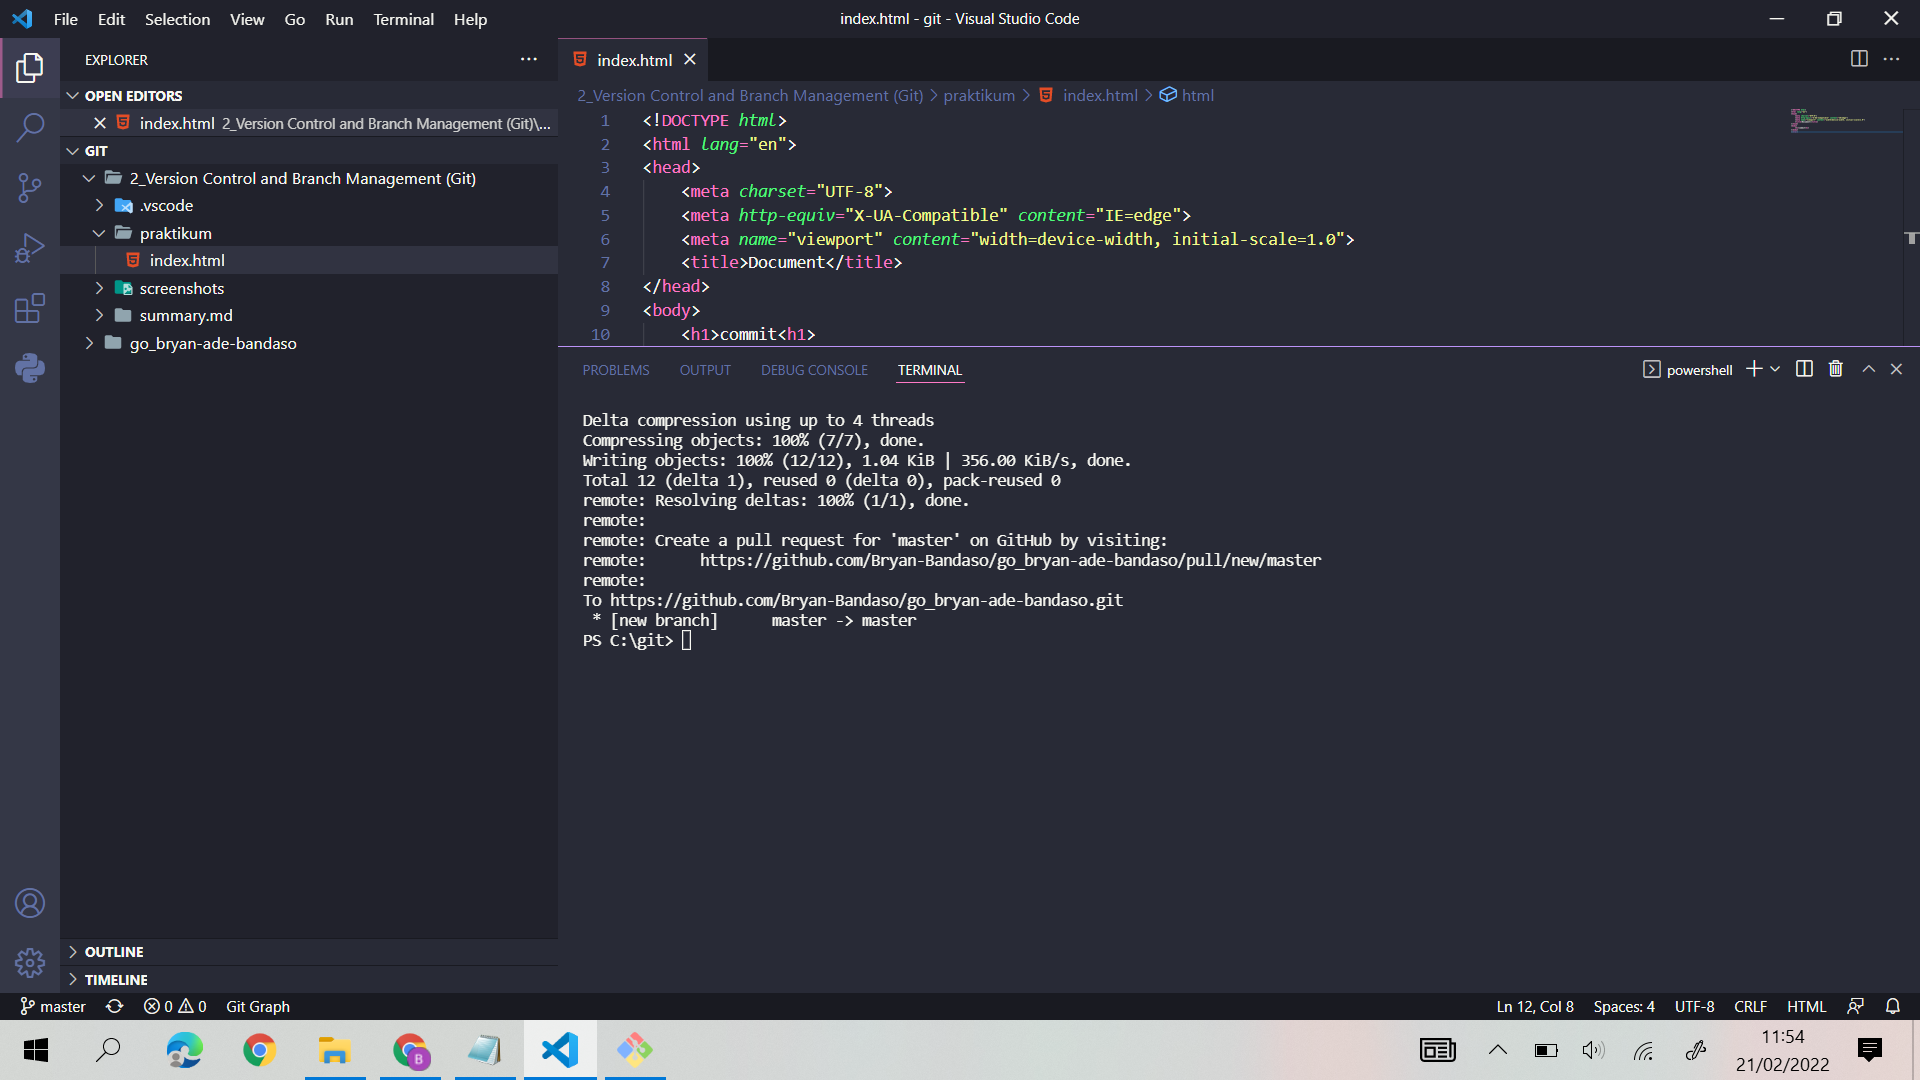 File Edit Selection View Go Run Terminal Help
index.html - git - Visual Studio Code
EXPLORER
OPEN EDITORS
index.html 2_Version Control and Branch Management (Git)\...
GIT
2_Version Control and Branch Management (Git)
.vscode
praktikum
index.html
screenshots
summary.md
go_bryan-ade-bandaso
OUTLINE
TIMELINE
index.html
2_Version Control and Branch Management (Git) > praktikum > index.html > html
1 <!DOCTYPE html>
2 <html lang="en">
3 <head>
4 <meta charset="UTF-8">
5 <meta http-equiv="X-UA-Compatible" content="IE=edge">
6 <meta name="viewport" content="width=device-width, initial-scale=1.0">
7 <title>Document</title>
8 </head>
9 <body>
10 <h1>commit<h1>
PROBLEMS OUTPUT DEBUG CONSOLE TERMINAL
powershell
Delta compression using up to 4 threads
Compressing objects: 100% (7/7), done.
Writing objects: 100% (12/12), 1.04 KiB | 356.00 KiB/s, done.
Total 12 (delta 1), reused 0 (delta 0), pack-reused 0
remote: Resolving deltas: 100% (1/1), done.
remote:
remote: Create a pull request for 'master' on GitHub by visiting:
remote: https://github.com/Bryan-Bandaso/go_bryan-ade-bandaso/pull/new/master
remote:
To https://github.com/Bryan-Bandaso/go_bryan-ade-bandaso.git
* [new branch] master -> master
PS C:\git>
master 0 0 Git Graph
Ln 12, Col 8 Spaces: 4 UTF-8 CRLF HTML
B
11:54
21/02/2022